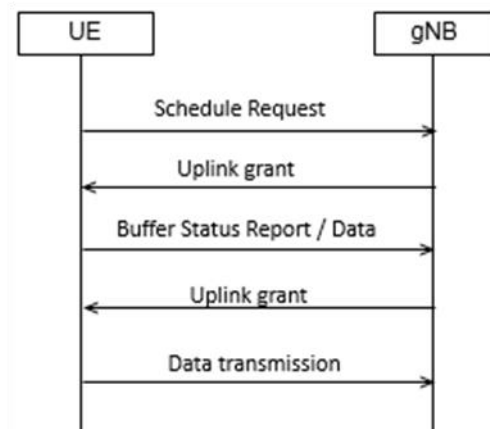 UE
gNB
Schedule Request
Uplink grant
Buffer Status Report / Data
Uplink grant
Data transmission